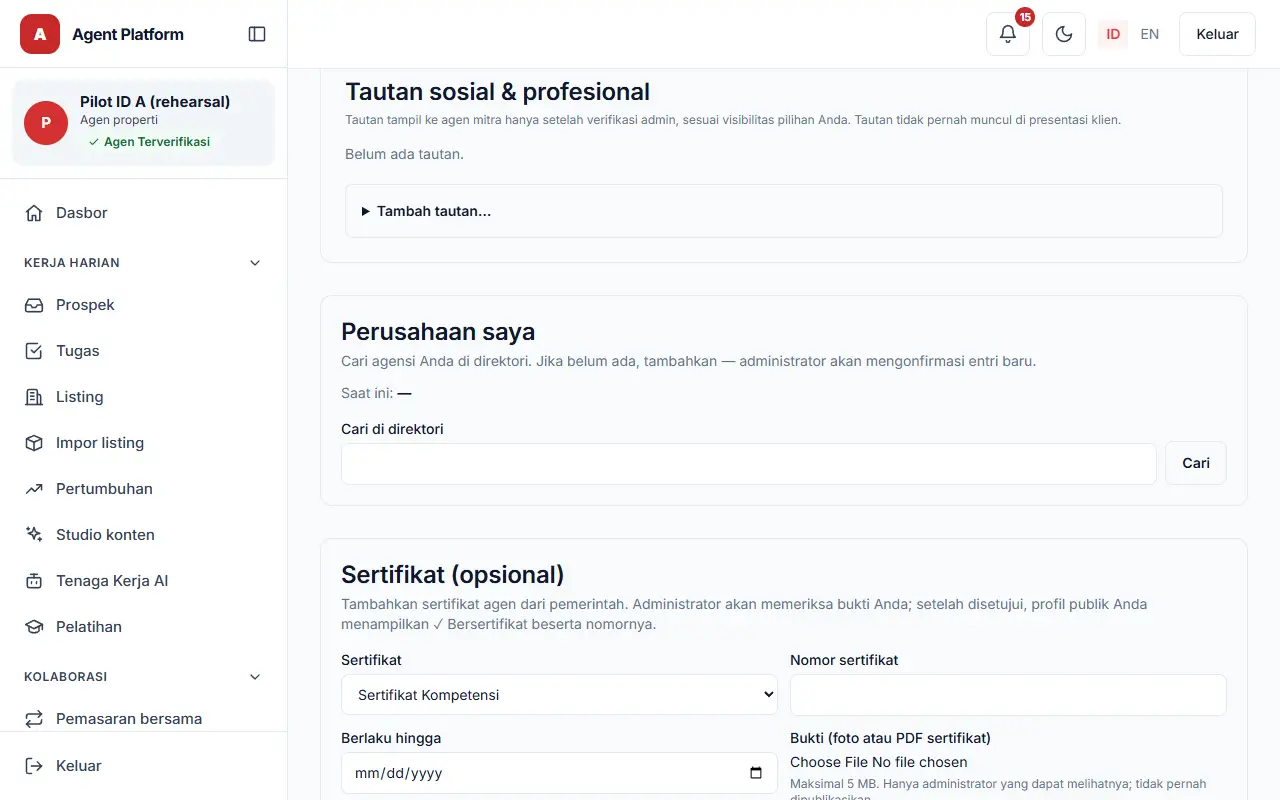 A
Agent Platform
15
ID
EN
Keluar
P
Pilot ID A (rehearsal)
Agen properti
✓ Agen Terverifikasi
Dasbor
KERJA HARIAN
Prospek
Tugas
Listing
Impor listing
Pertumbuhan
Studio konten
Tenaga Kerja AI
Pelatihan
KOLABORASI
Pemasaran bersama
Keluar
Tautan sosial & profesional
Tautan tampil ke agen mitra hanya setelah verifikasi admin, sesuai visibilitas pilihan Anda. Tautan tidak pernah muncul di presentasi klien.
Belum ada tautan.
▶ Tambah tautan...
Perusahaan saya
Cari agensi Anda di direktori. Jika belum ada, tambahkan — administrator akan mengonfirmasi entri baru.
Saat ini: —
Cari di direktori
Cari
Sertifikat (opsional)
Tambahkan sertifikat agen dari pemerintah. Administrator akan memeriksa bukti Anda; setelah disetujui, profil publik Anda
menampilkan ✓ Bersertifikat beserta nomornya.
Sertifikat
Sertifikat Kompetensi
Nomor sertifikat
Berlaku hingga
mm/dd/yyyy
Bukti (foto atau PDF sertifikat)
Choose File No file chosen
Maksimal 5 MB. Hanya administrator yang dapat melihatnya; tidak pernah
dipublikasikan.